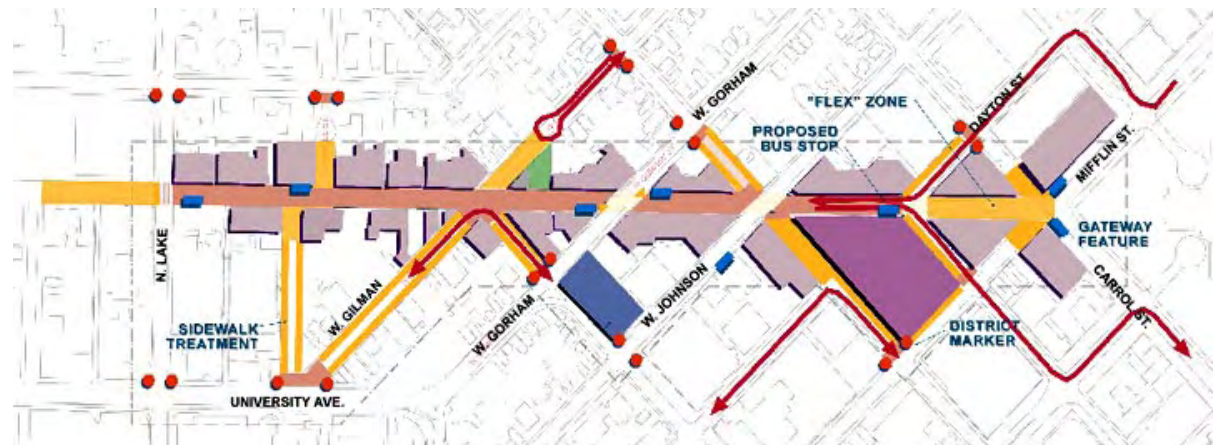 W. GORHAM
"FLEX" ZONE
DAYTON ST.
PROPOSED
BUS STOP
MIFFLIN ST.
GATEWAY
FEATURE
N. LAKE
W. GILMAN
W. GORHAM
W. JOHNSON
CARROL ST.
SIDEWALK
TREATMENT
DISTRICT
MARKER
UNIVERSITY AVE.